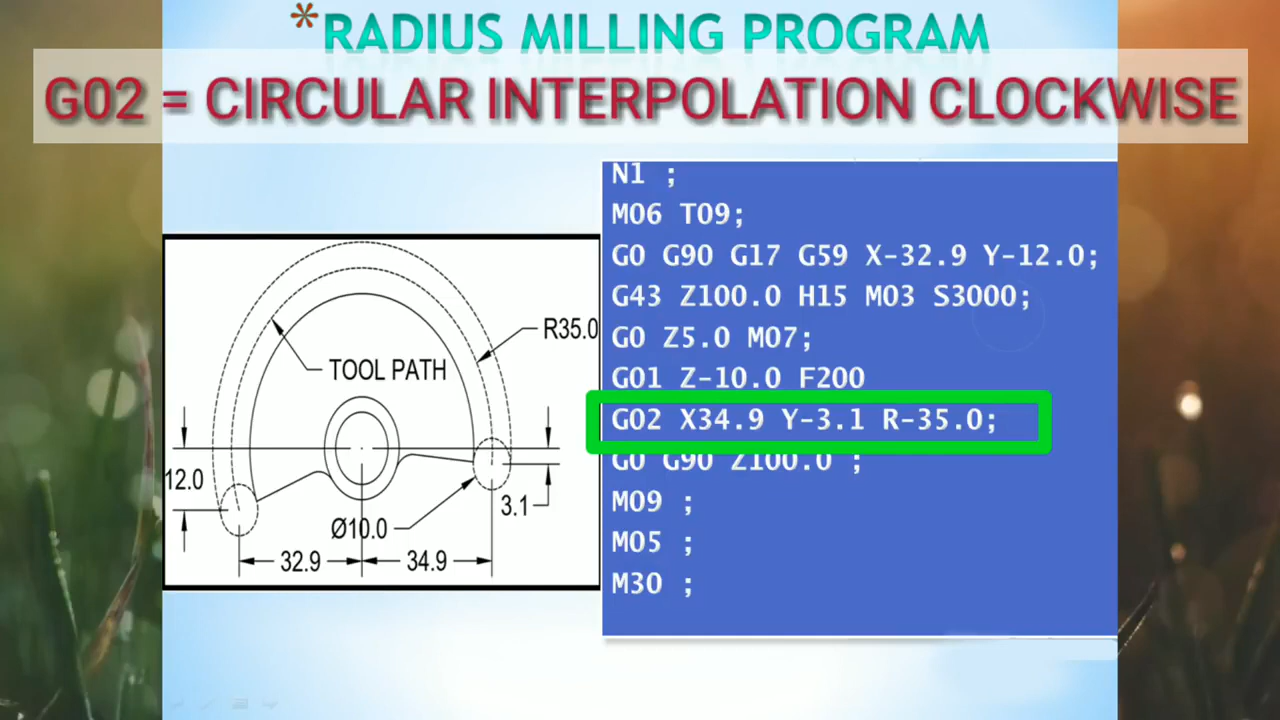 *RADIUS MILLING PROGRAM
G02 = CIRCULAR INTERPOLATION CLOCKWISE
N1 ;
M06 T09;
G0 G90 G17 G59 X-32.9 Y-12.0;
G43 Z100.0 H15 M03 S3000;
G0 Z5.0 M07;
G01 Z-10.0 F200
G02 X34.9 Y-3.1 R-35.0;
G0 G90 Z100.0 ;
M09 ;
M05 ;
M30 ;
R35.0
TOOL PATH
12.0
3.1
Ø10.0
32.9
34.9